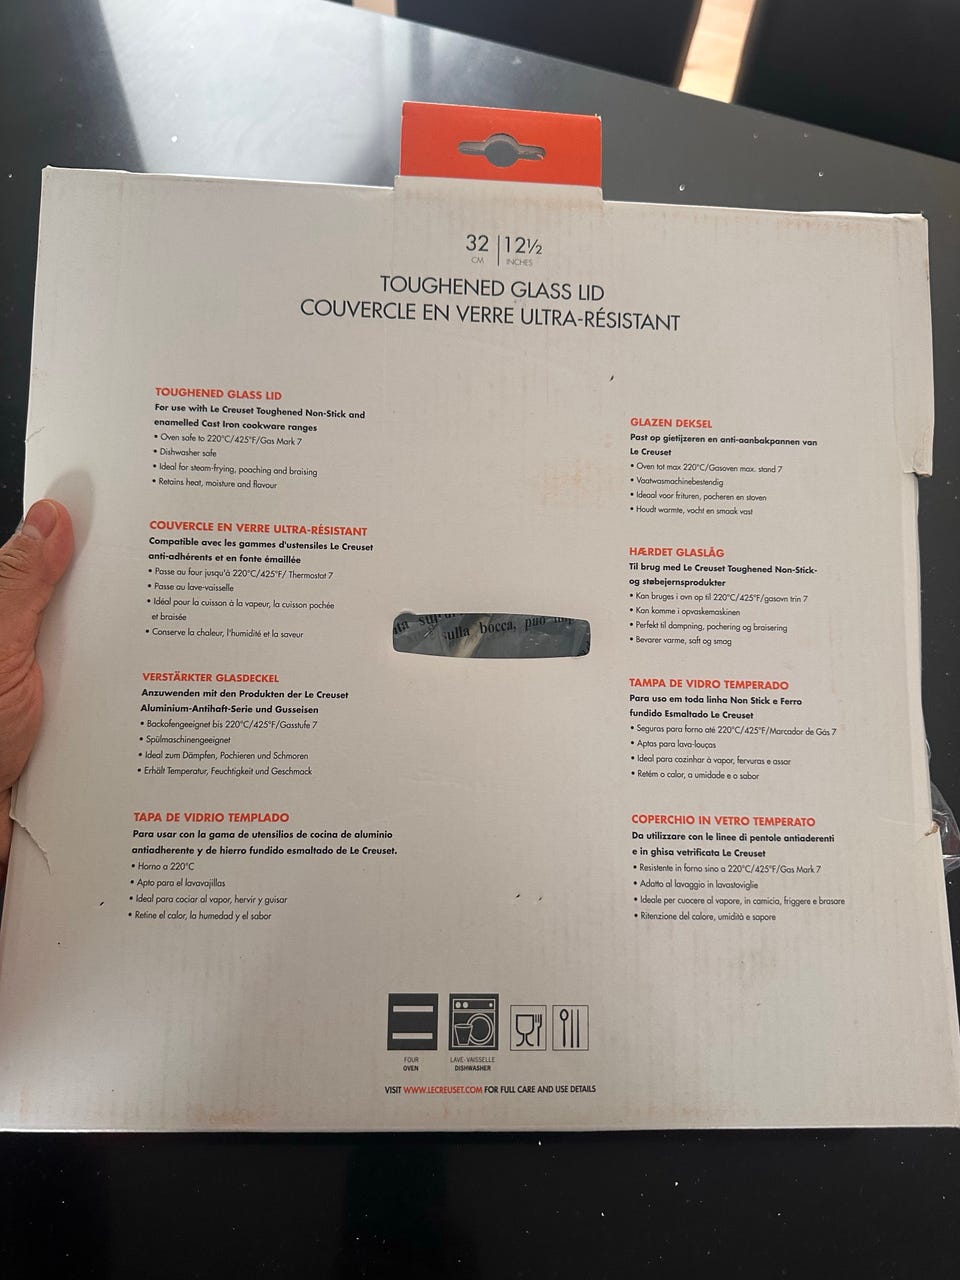 32 | 12½
CM INCHES
TOUGHENED GLASS LID
COUVERCLE EN VERRE ULTRA-RÉSISTANT
TOUGHENED GLASS LID
For use with Le Creuset Toughened Non-Stick and
enamelled Cast Iron cookware ranges
• Oven safe to 220°C/425°F/Gas Mark 7
• Dishwasher safe
• Ideal for steam-frying, poaching and braising
• Retains heat, moisture and flavour
COUVERCLE EN VERRE ULTRA-RÉSISTANT
Compatible avec les gammes d'ustensiles Le Creuset
anti-adhérents et en fonte émaillée
• Passe au four jusqu'à 220°C/425°F/ Thermostat 7
• Passe au lave-vaisselle
• Idéal pour la cuisson à la vapeur, la cuisson pochée
et braisée
• Conserve la chaleur, l'humidité et la saveur
VERSTÄRKTER GLASDECKEL
Anzuwenden mit den Produkten der Le Creuset
Aluminium-Antihaft-Serie und Gusseisen
• Backofengeeignet bis 220°C/425°F/Gasstufe 7
• Spülmaschinengeeignet
• Ideal zum Dämpfen, Pochieren und Schmoren
• Erhält Temperatur, Feuchtigkeit und Geschmack
TAPA DE VIDRIO TEMPLADO
Para usar con la gama de utensilios de cocina de aluminio
antiadherente y de hierro fundido esmaltado de Le Creuset.
• Horno a 220°C
• Apto para el lavavajillas
• Ideal para cociar al vapor, hervir y guisar
• Retine el calor, la humedad y el sabor
GLAZEN DEKSEL
Past op gietijzeren en anti-aanbakpannen van
Le Creuset
• Oven tot max 220°C/Gasoven max. stand 7
• Vaatwasmachinebestendig
• Ideaal voor frituren, pocheren en stoven
• Houdt warmte, vocht en smaak vast
HÆRDET GLASLÅG
Til brug med Le Creuset Toughened Non-Stick-
og støbejernsprodukter
• Kan bruges i ovn op til 220°C/425°F/gasovn trin 7
• Kan komme i opvaskemaskinen
• Perfekt til dampning, pochering og braisering
• Bevarer varme, saft og smag
TAMPA DE VIDRO TEMPERADO
Para uso em toda linha Non Stick e Ferro
fundido Esmaltado Le Creuset
• Seguras para forno até 220°C/425°F/Marcador de Gás 7
• Aptas para lava-louças
• Ideal para cozinhar à vapor, fervuras e assar
• Retém o calor, a umidade e o sabor
COPERCHIO IN VETRO TEMPERATO
Da utilizzare con le linee di pentole antiaderenti
e in ghisa vetrificata Le Creuset
• Resistente in forno sino a 220°C/425°F/Gas Mark 7
• Adatto al lavaggio in lavastoviglie
• Ideale per cuocere al vapore, in camicia, friggere e brasare
• Ritenzione del calore, umidità e sapore
sulla bocca, può
FOUR
OVEN
LAVE-VAISSELLE
DISHWASHER
VISIT WWW.LECREUSET.COM FOR FULL CARE AND USE DETAILS